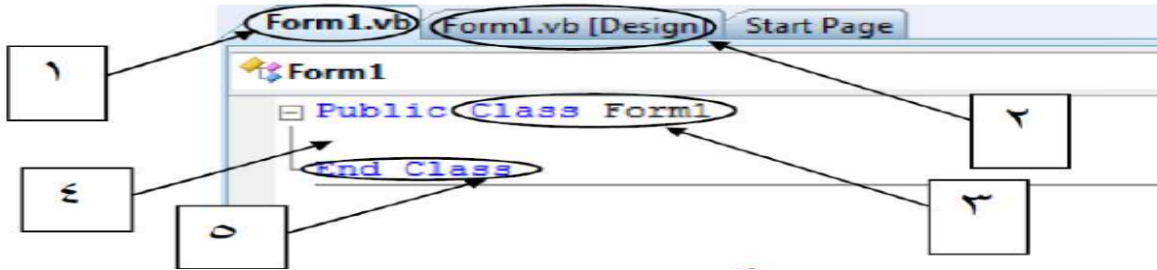 Form1.vb Form1.vb [Design] Start Page
١
Form1
Public Class Form1
٢
End Class
٤
٣
٥